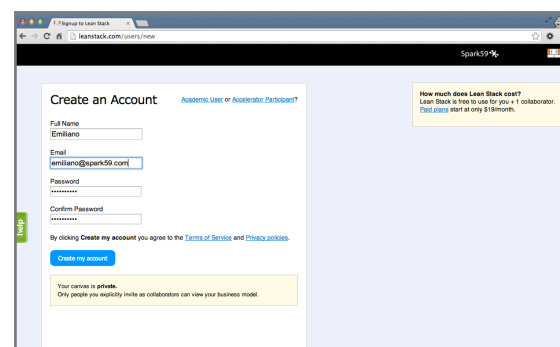 Signup to Lean Stack
leanstack.com/users/new
Spark59
Create an Account
Academic User or Accelerator Participant?
Full Name
Emiliano
Email
emiliano@spark59.com
Password
••••••••••
Confirm Password
••••••••••
By clicking Create my account you agree to the Terms of Service and Privacy policies.
Create my account
Your canvas is private.
Only people you explicitly invite as collaborators can view your business model.
How much does Lean Stack cost?
Lean Stack is free to use for you + 1 collaborator.
Paid plans start at only $19/month.
help